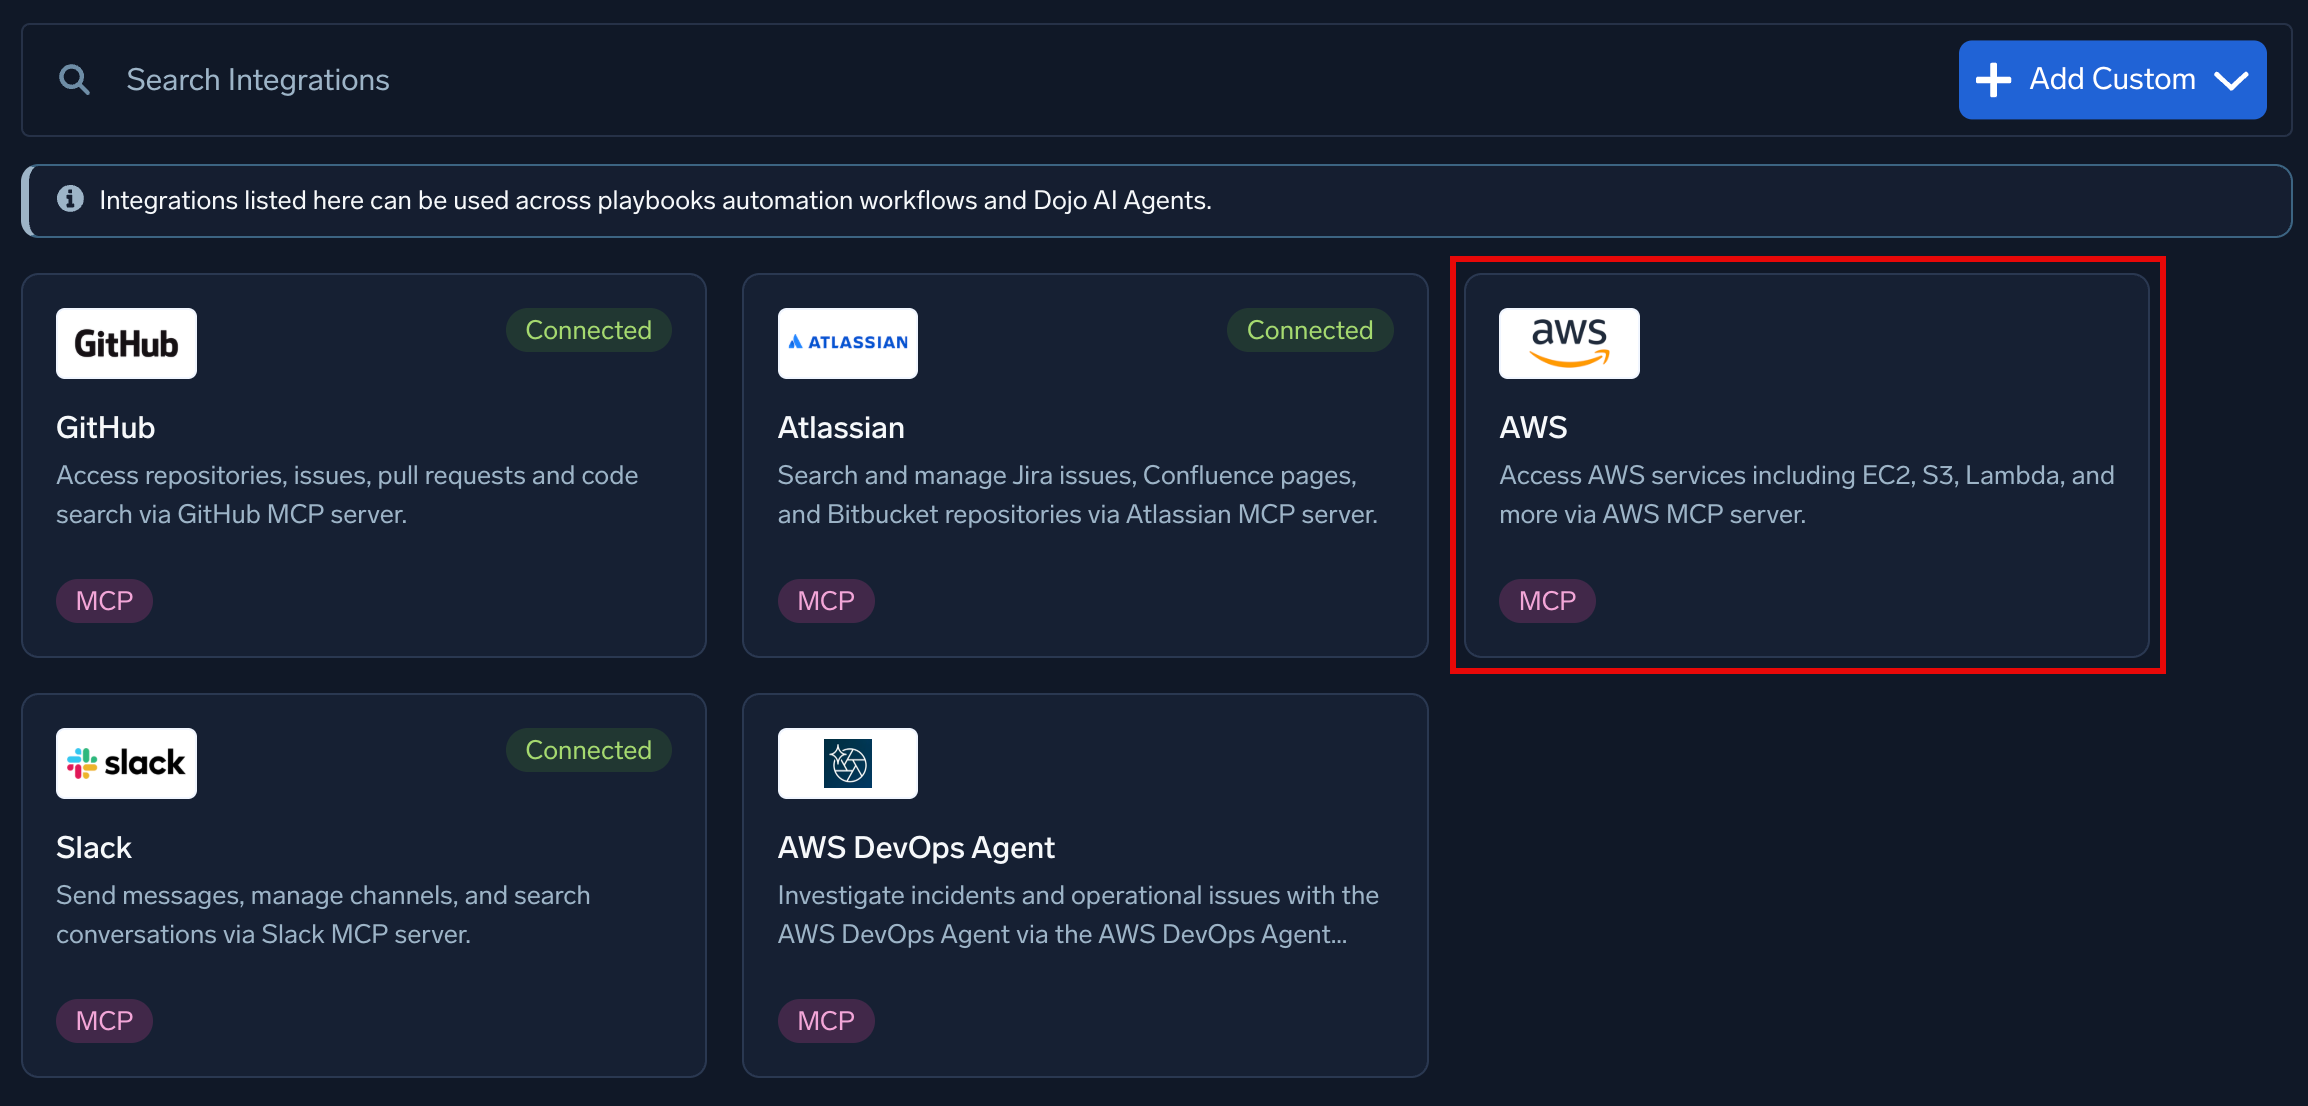 Search Integrations
Add Custom
Integrations listed here can be used across playbooks automation workflows and Dojo AI Agents.
GitHub
Connected
GitHub
Access repositories, issues, pull requests and code
search via GitHub MCP server.
MCP
ATLASSIAN
Connected
Atlassian
Search and manage Jira issues, Confluence pages,
and Bitbucket repositories via Atlassian MCP server.
MCP
aws
AWS
Access AWS services including EC2, S3, Lambda, and
more via AWS MCP server.
MCP
slack
Connected
Slack
Send messages, manage channels, and search
conversations via Slack MCP server.
MCP
AWS DevOps Agent
Investigate incidents and operational issues with the
AWS DevOps Agent via the AWS DevOps Agent...
MCP